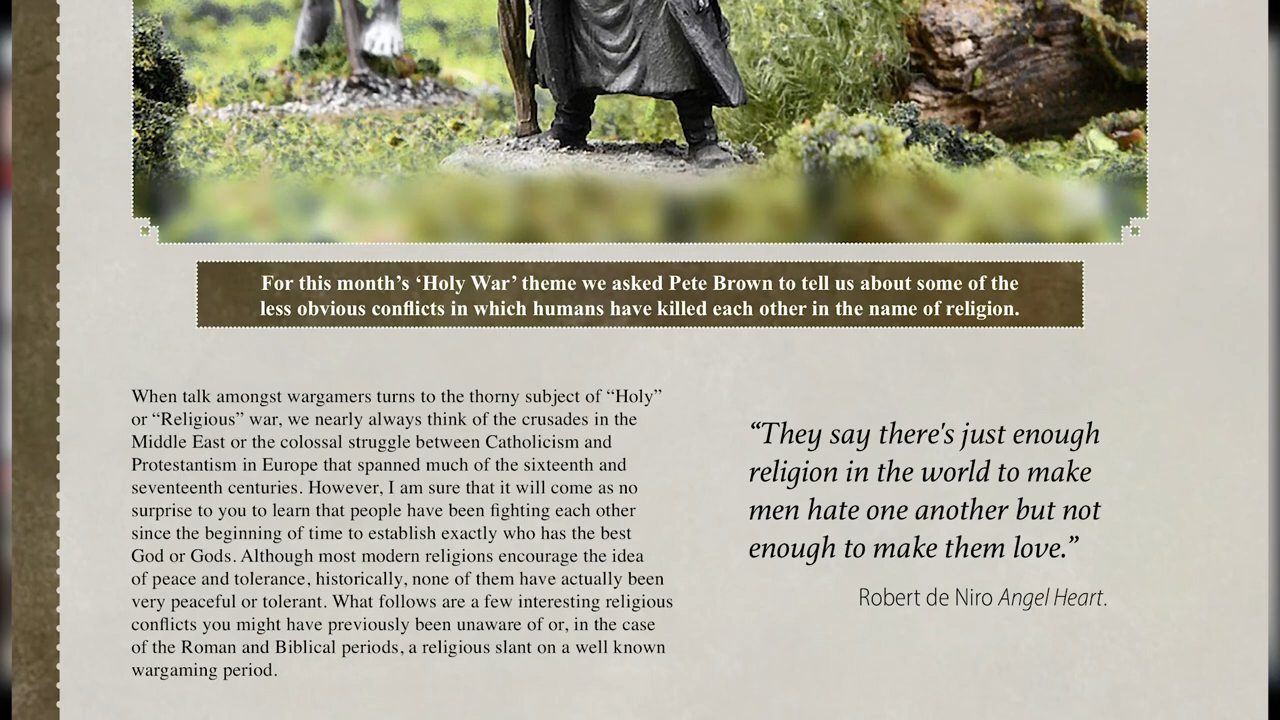 For this month’s ‘Holy War’ theme we asked Pete Brown to tell us about some of the
less obvious conflicts in which humans have killed each other in the name of religion.
When talk amongst wargamers turns to the thorny subject of “Holy”
or “Religious” war, we nearly always think of the crusades in the
Middle East or the colossal struggle between Catholicism and
Protestantism in Europe that spanned much of the sixteenth and
seventeenth centuries. However, I am sure that it will come as no
surprise to you to learn that people have been fighting each other
since the beginning of time to establish exactly who has the best
God or Gods. Although most modern religions encourage the idea
of peace and tolerance, historically, none of them have actually been
very peaceful or tolerant. What follows are a few interesting religious
conflicts you might have previously been unaware of or, in the case
of the Roman and Biblical periods, a religious slant on a well known
wargaming period.
“They say there's just enough
religion in the world to make
men hate one another but not
enough to make them love.”
Robert de Niro Angel Heart.